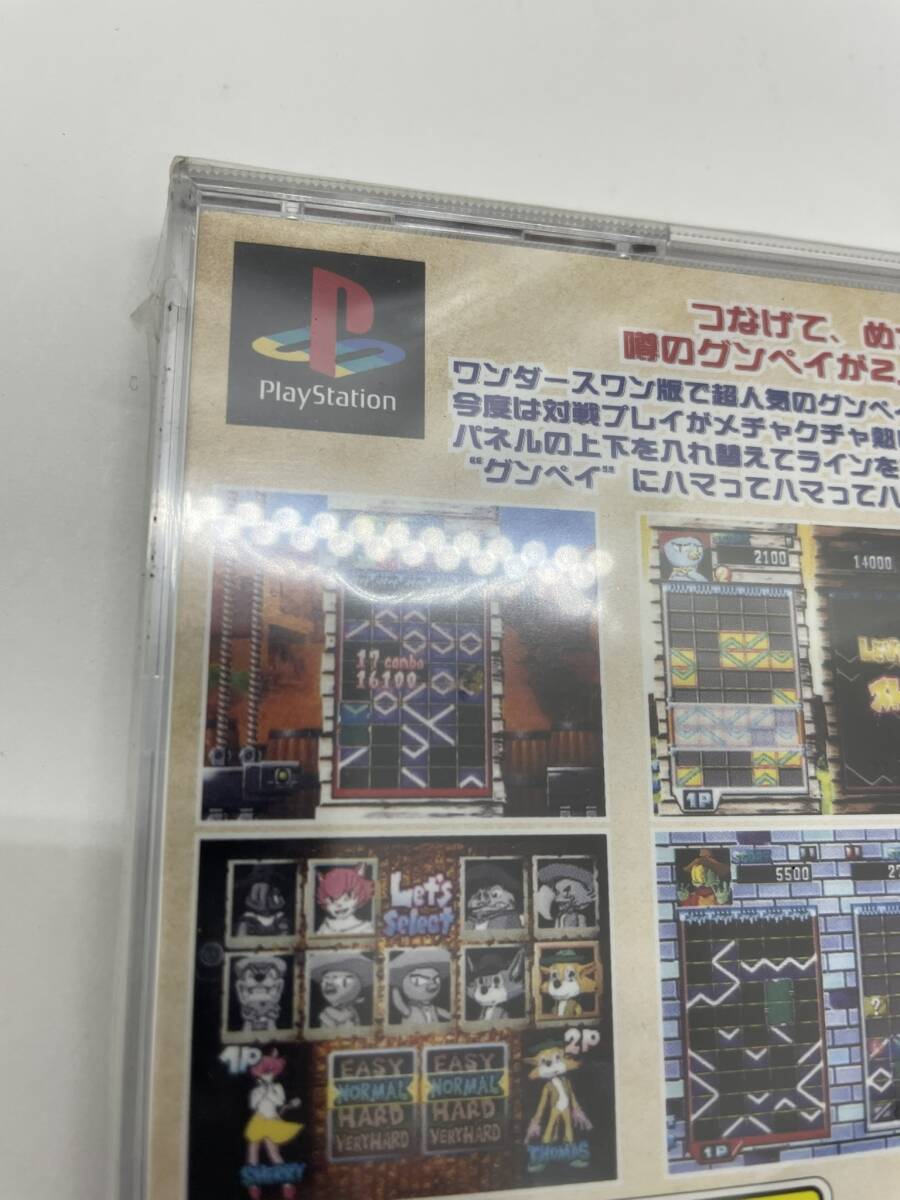 PlayStation
つなげて、め
噂のグンペイが2
ワンダースワン版で超人気のグンペイ
今度は対戦プレイがメチャクチャ熱
パネルの上下を入れ替えてラインを
“グンペイ” にハマってハマってハ
17 combo
16100
2100
14000
1P
Let's
Select
1P
2P
EASY
NORMAL
HARD
VERYHARD
EASY
NORMAL
HARD
VERYHARD
SHERRY
THOMAS
5500
?
1P